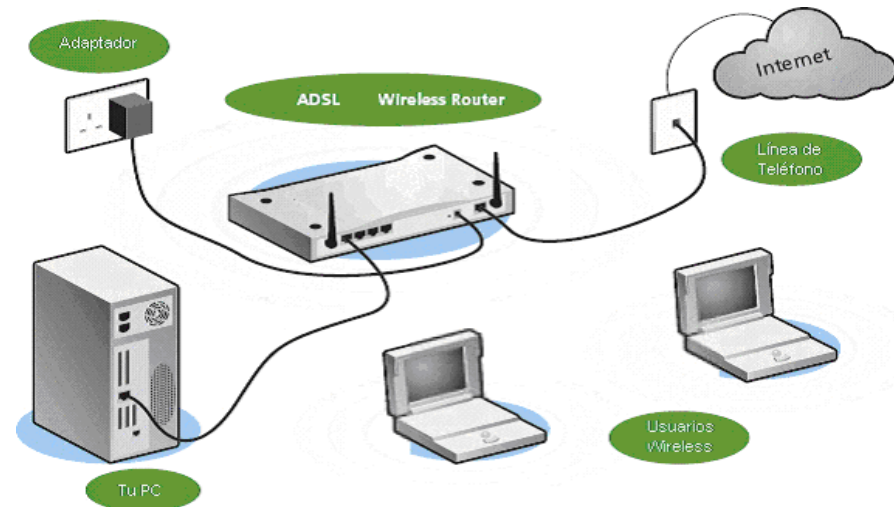 Adaptador
ADSL Wireless Router
Internet
Línea de
Teléfono
Usuarios
Wireless
Tu PC